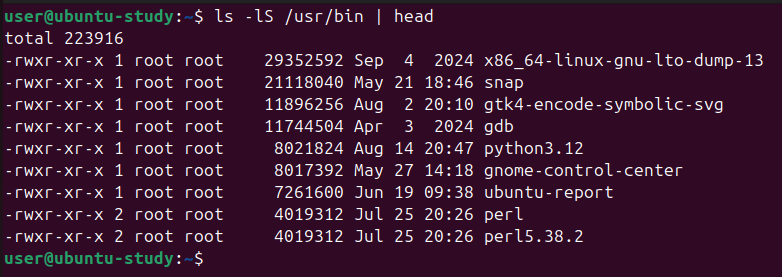 user@ubuntu-study:~$ ls -lS /usr/bin | head
total 223916
-rwxr-xr-x 1 root root    29352592 Sep  4  2024 x86_64-linux-gnu-lto-dump-13
-rwxr-xr-x 1 root root    21118040 May 21 18:46 snap
-rwxr-xr-x 1 root root    11896256 Aug  2 20:10 gtk4-encode-symbolic-svg
-rwxr-xr-x 1 root root    11744504 Apr  3  2024 gdb
-rwxr-xr-x 1 root root     8021824 Aug 14 20:47 python3.12
-rwxr-xr-x 1 root root     8017392 May 27 14:18 gnome-control-center
-rwxr-xr-x 1 root root     7261600 Jun 19 09:38 ubuntu-report
-rwxr-xr-x 2 root root     4019312 Jul 25 20:26 perl
-rwxr-xr-x 2 root root     4019312 Jul 25 20:26 perl5.38.2
user@ubuntu-study:~$